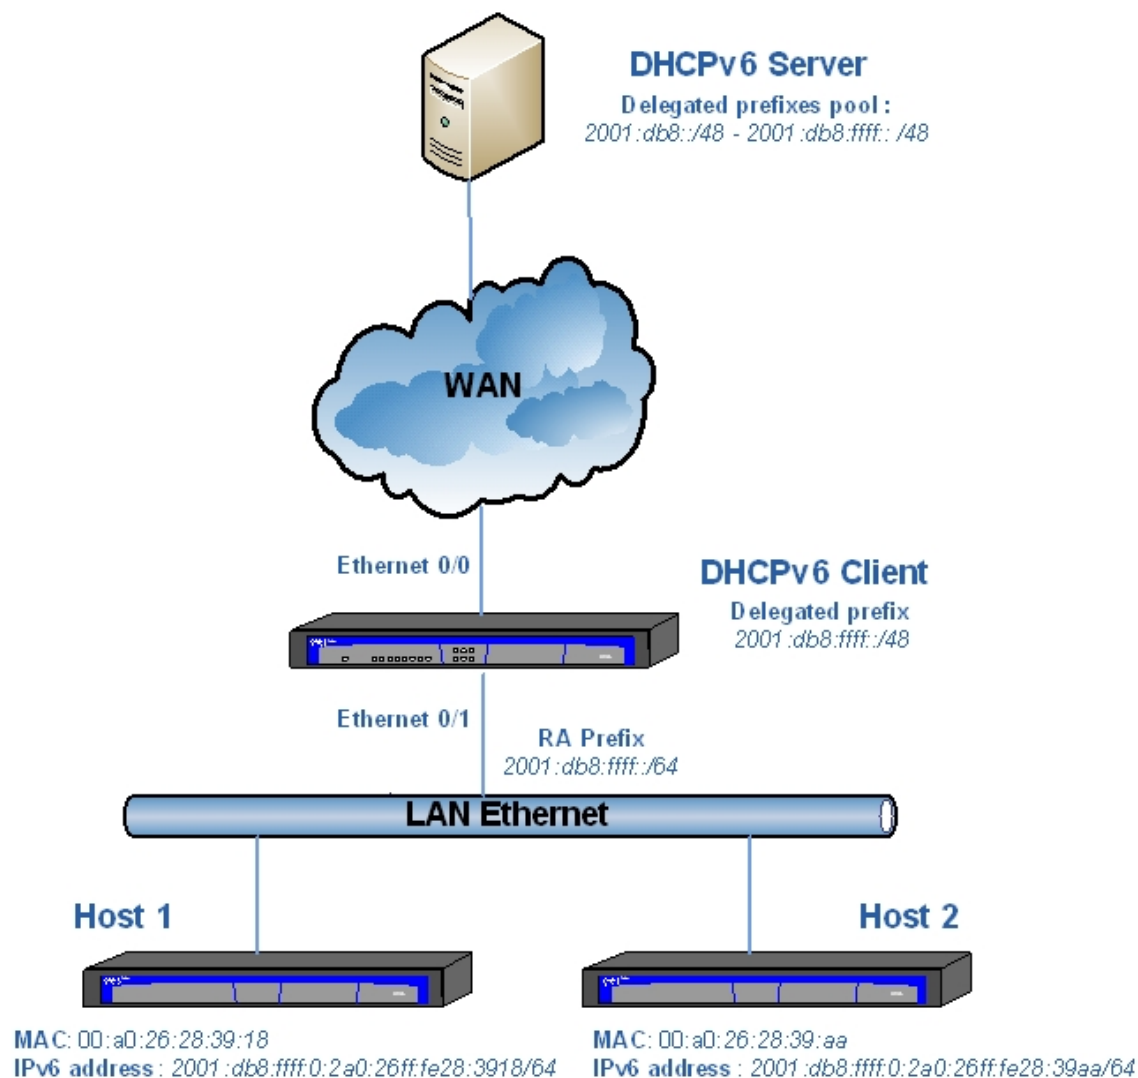 DHCPv6 Server
Delegated prefixes pool :
2001:db8::/48 - 2001:db8:ffff:: /48
WAN
Ethernet 0/0
DHCPv6 Client
Delegated prefix
2001:db8:ffff::/48
Ethernet 0/1
RA Prefix
2001:db8:ffff::/64
LAN Ethernet
Host 1
Host 2
MAC: 00:a0:26:28:39:18
IPv6 address : 2001:db8:ffff:0:2a0:26ff:fe28:3918/64
MAC: 00:a0:26:28:39:aa
IPv6 address : 2001:db8:ffff:0:2a0:26ff:fe28:39aa/64